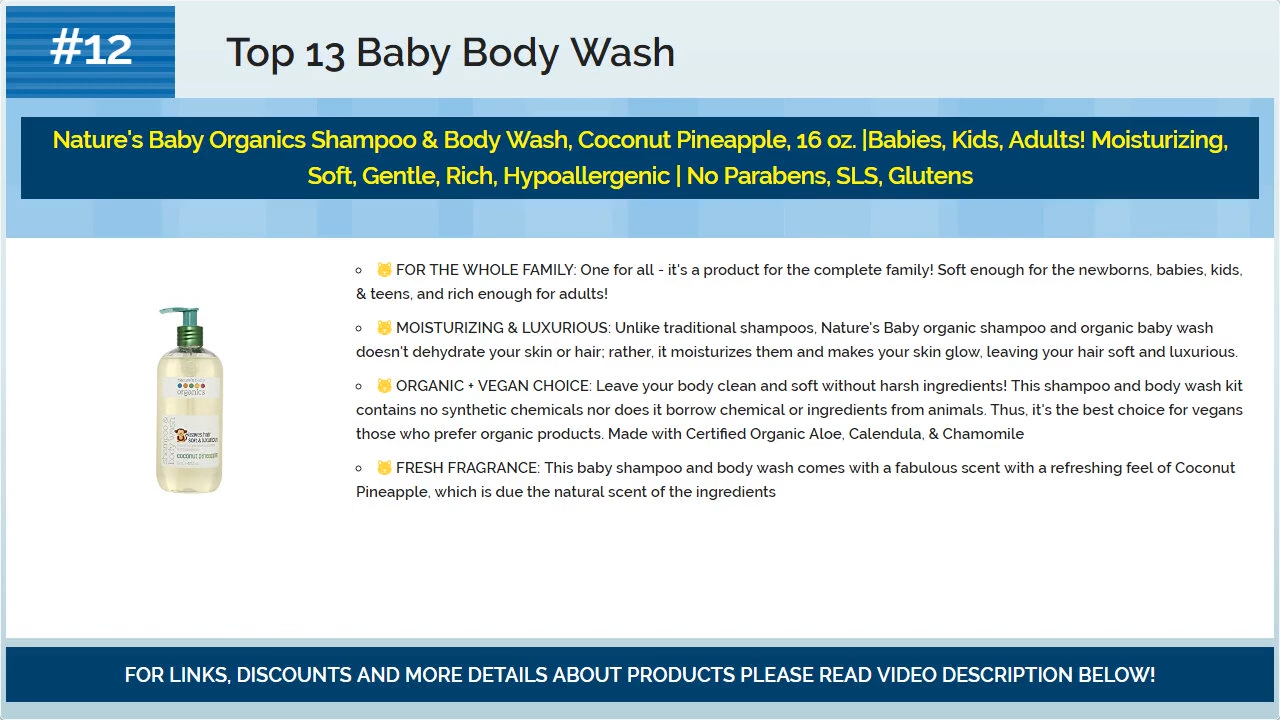 #12
Top 13 Baby Body Wash
Nature's Baby Organics Shampoo & Body Wash, Coconut Pineapple, 16 oz. |Babies, Kids, Adults! Moisturizing,
Soft, Gentle, Rich, Hypoallergenic | No Parabens, SLS, Glutens
FOR THE WHOLE FAMILY: One for all - it's a product for the complete family! Soft enough for the newborns, babies, kids,
& teens, and rich enough for adults!
MOISTURIZING & LUXURIOUS: Unlike traditional shampoos, Nature's Baby organic shampoo and organic baby wash
doesn't dehydrate your skin or hair; rather, it moisturizes them and makes your skin glow, leaving your hair soft and luxurious.
ORGANIC + VEGAN CHOICE: Leave your body clean and soft without harsh ingredients! This shampoo and body wash kit
contains no synthetic chemicals nor does it borrow chemical or ingredients from animals. Thus, it's the best choice for vegans
those who prefer organic products. Made with Certified Organic Aloe, Calendula, & Chamomile
FRESH FRAGRANCE: This baby shampoo and body wash comes with a fabulous scent with a refreshing feel of Coconut
Pineapple, which is due the natural scent of the ingredients
organics
shampoo &
body wash
leaves hair
soft & luxurious
coconut pineapple
FOR LINKS, DISCOUNTS AND MORE DETAILS ABOUT PRODUCTS PLEASE READ VIDEO DESCRIPTION BELOW!